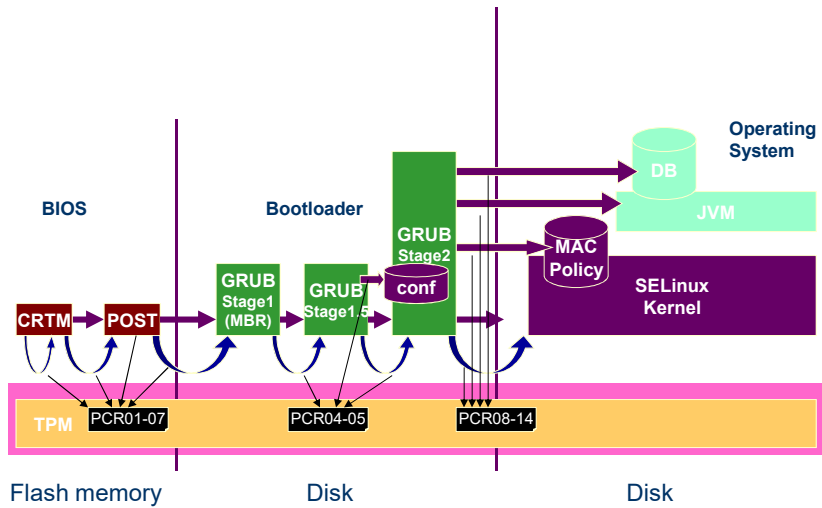 Operating
System
DB
BIOS
Bootloader
JVM
GRUB
Stage2
MAC
Policy
GRUB
Stage1
(MBR)
GRUB
Stage1.5
conf
SELinux
Kernel
CRTM
POST
TPM
PCR01-07
PCR04-05
PCR08-14
Flash memory
Disk
Disk